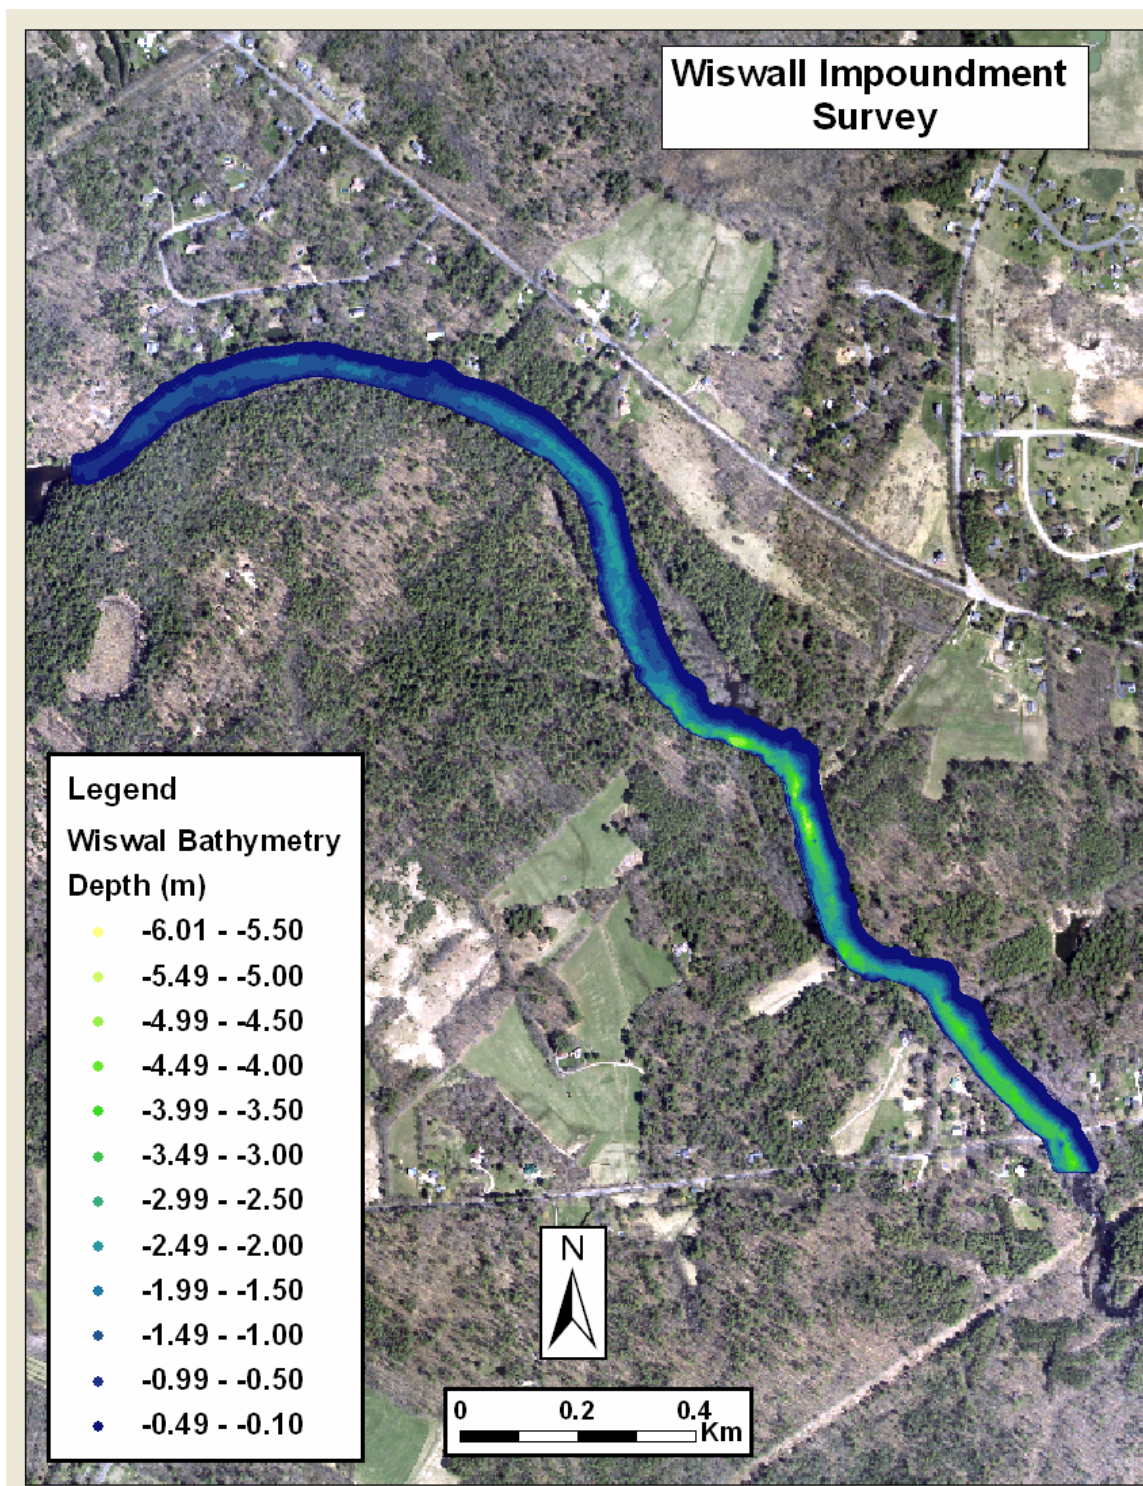 Wiswall Impoundment
Survey
Legend
Wiswal Bathymetry
Depth (m)
-6.01 - -5.50
-5.49 - -5.00
-4.99 - -4.50
-4.49 - -4.00
-3.99 - -3.50
-3.49 - -3.00
-2.99 - -2.50
-2.49 - -2.00
-1.99 - -1.50
-1.49 - -1.00
-0.99 - -0.50
-0.49 - -0.10
N
0 0.2 0.4
Km